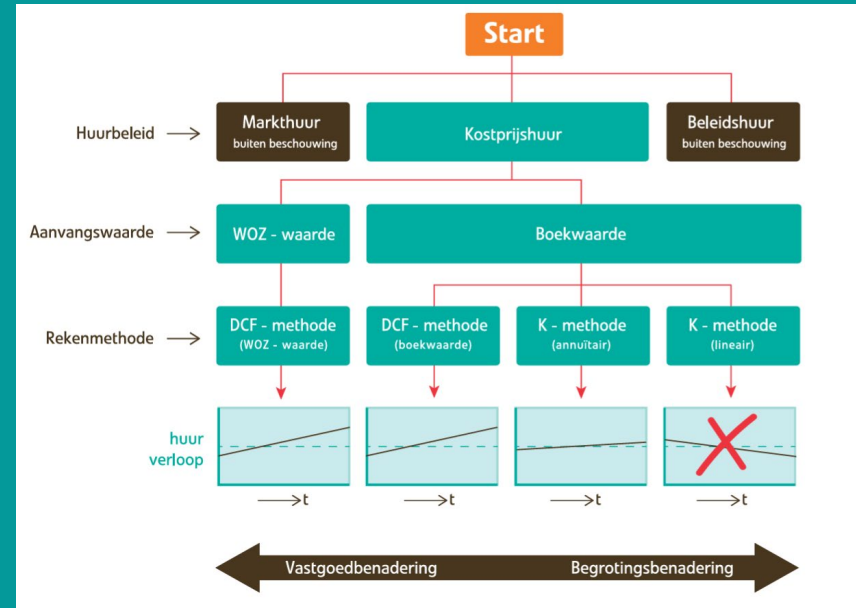 Start
Huurbeleid
Markthuur
buiten beschouwing
Kostprijshuur
Beleidshuur
buiten beschouwing
Aanvangswaarde
WOZ - waarde
Boekwaarde
Rekenmethode
DCF - methode
(WOZ - waarde)
DCF - methode
(boekwaarde)
K - methode
(annuïtair)
K - methode
(lineair)
huur
verloop
t
t
t
t
Vastgoedbenadering
Begrotingsbenadering